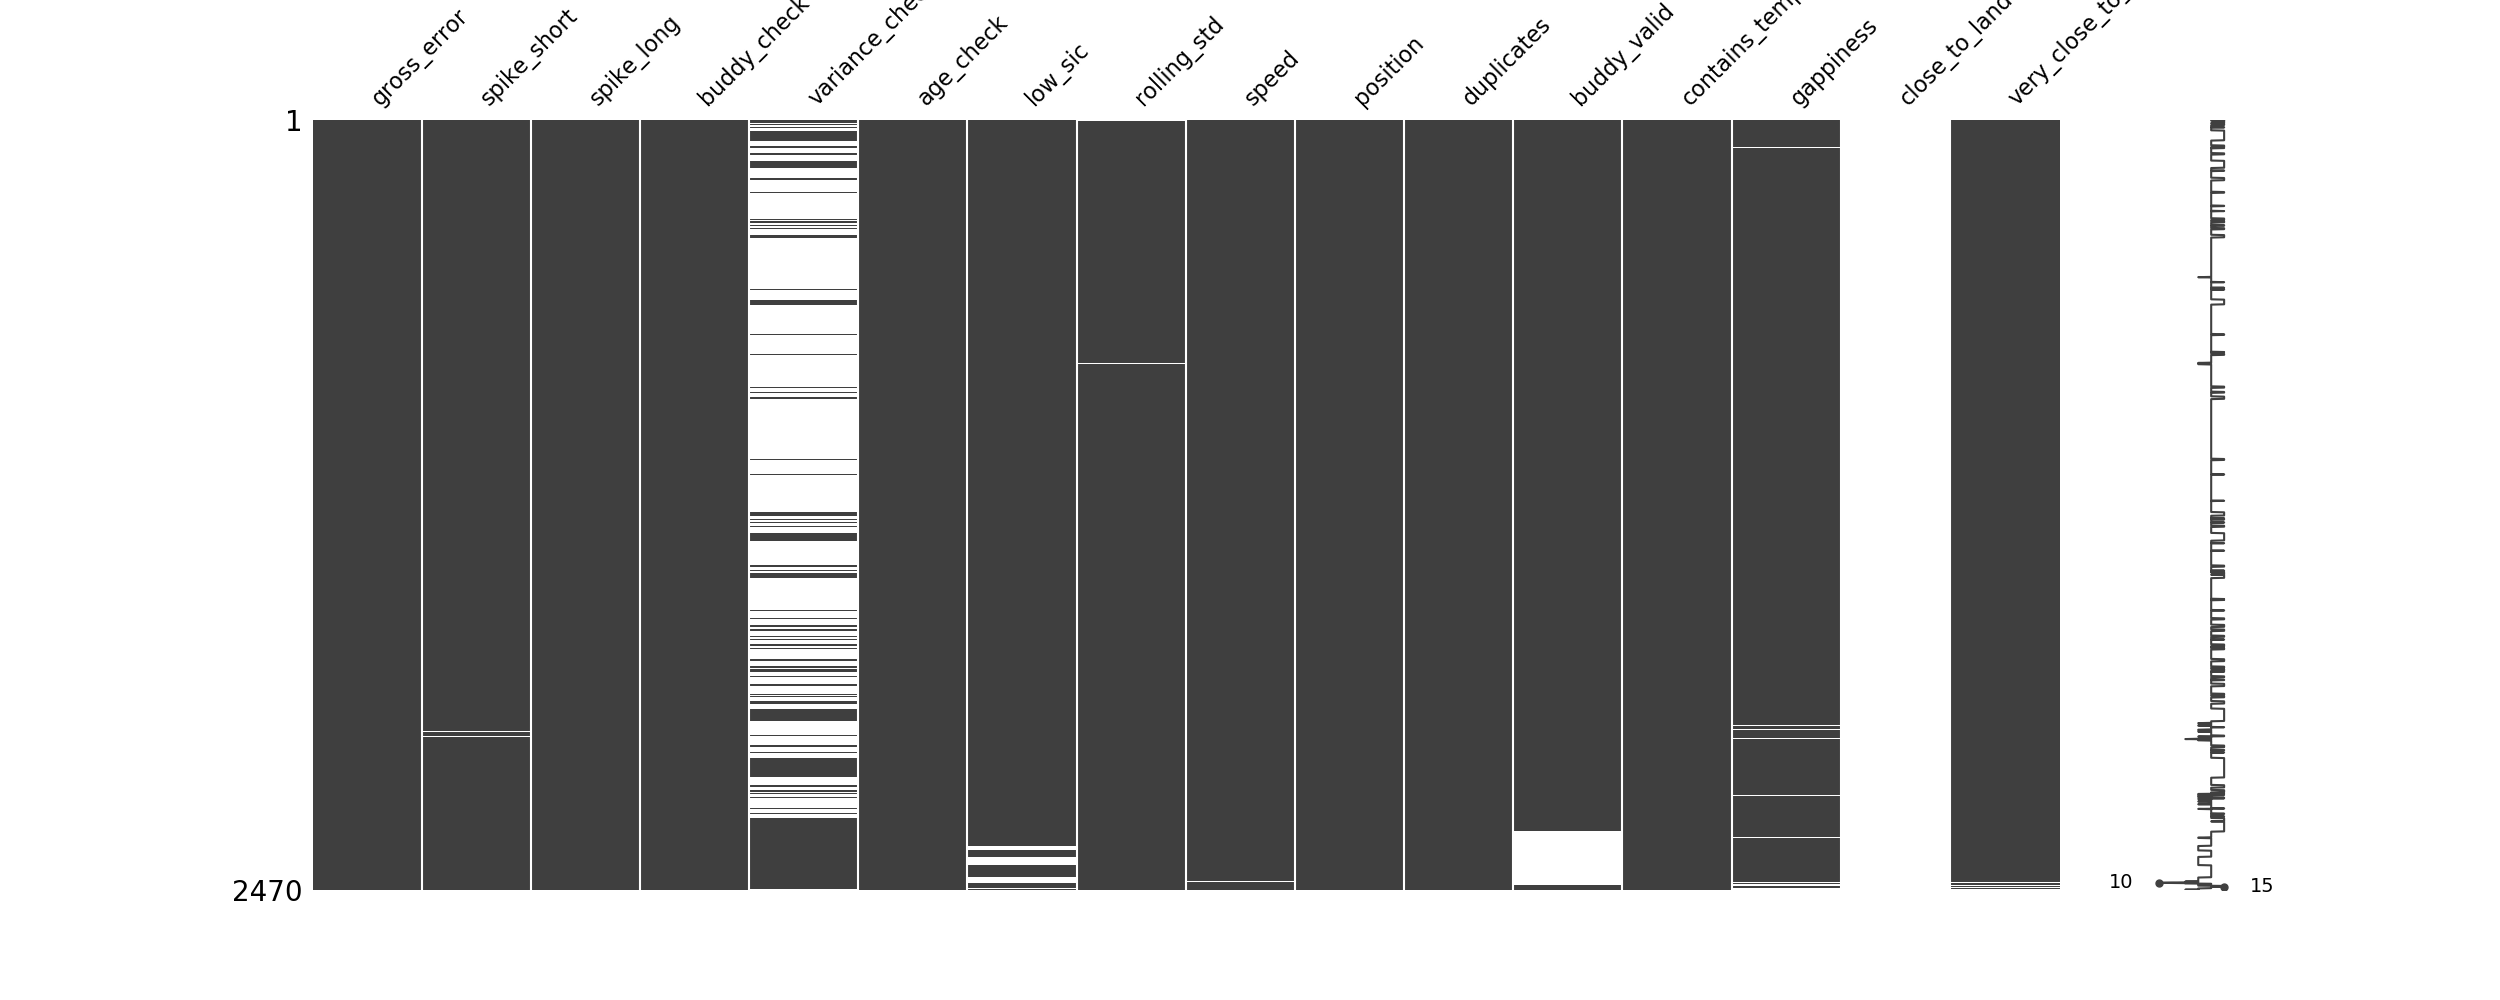 gross_error
spike_short
spike_long
buddy_check
age_check
low_sic
rolling_std
speed
position
duplicates
buddy_valid
gappiness
close_to_land
1
2470
10
15